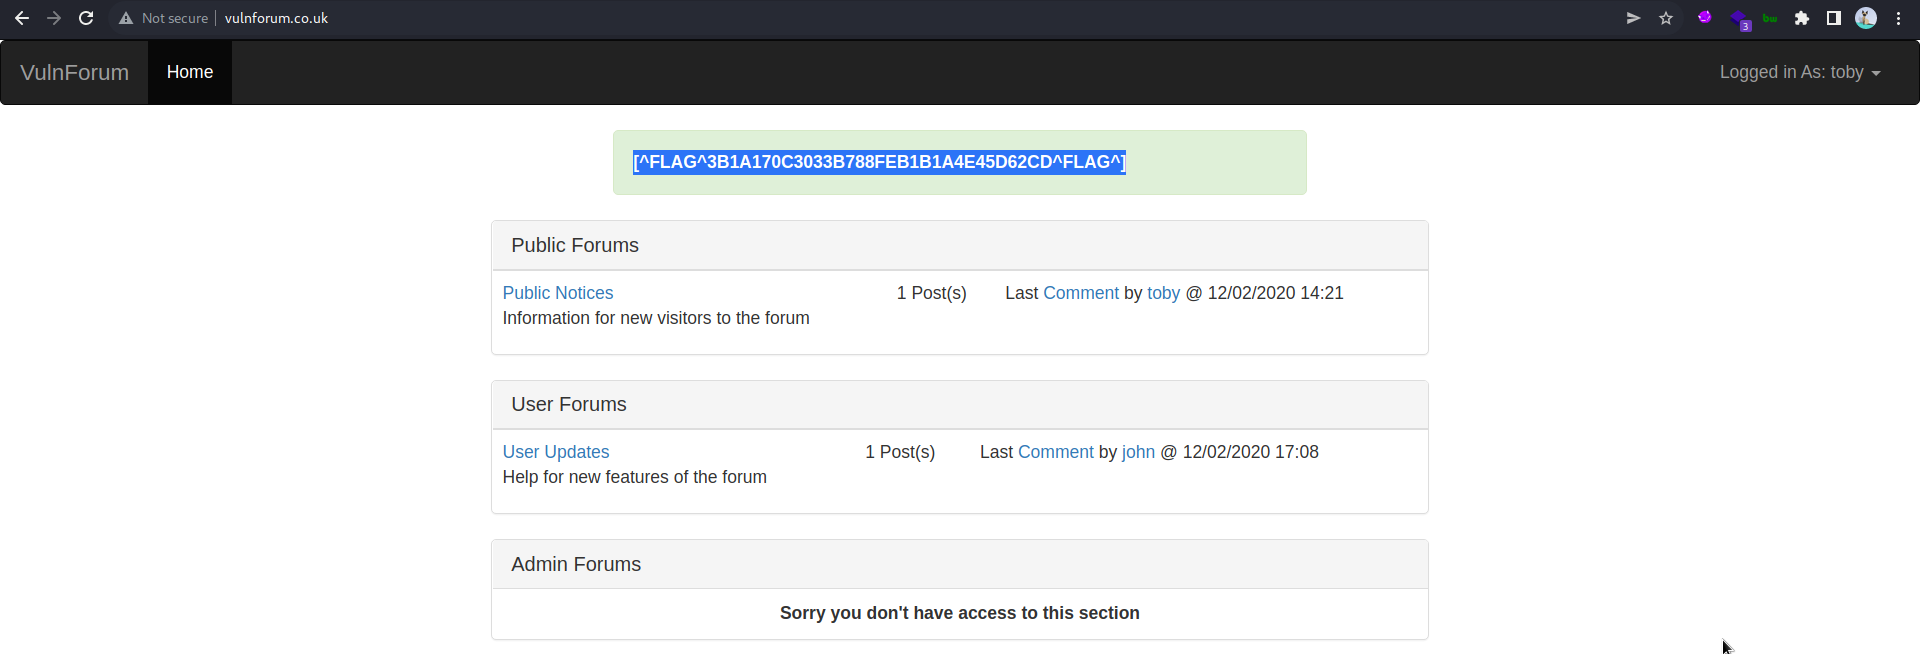 Not secure | vulnforum.co.uk
3
bw
VulnForum Home Logged in As: toby
[^FLAG^3B1A170C3033B788FEB1B1A4E45D62CD^FLAG^]
Public Forums
Public Notices 1 Post(s) Last Comment by toby @ 12/02/2020 14:21
Information for new visitors to the forum
User Forums
User Updates 1 Post(s) Last Comment by john @ 12/02/2020 17:08
Help for new features of the forum
Admin Forums
Sorry you don't have access to this section